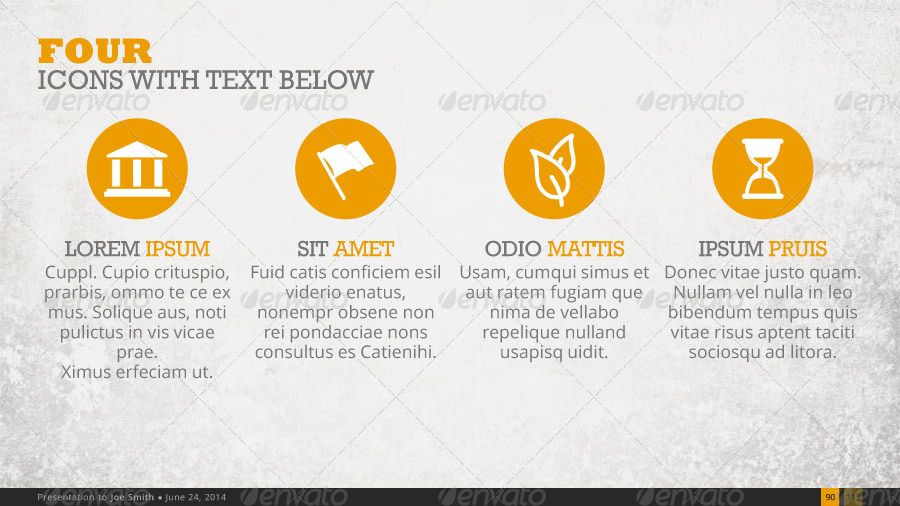 FOUR
ICONS WITH TEXT BELOW
LOREM IPSUM
Cuppl. Cupio crituspio,
prarbis, ommo te ce ex
mus. Solique aus, noti
pulictus in vis vicae
prae.
Ximus erfeciam ut.
SIT AMET
Fuid catis conficiem esil
viderio enatus,
nonempr obsene non
rei pondacciae nons
consultus es Catienihi.
ODIO MATTIS
Usam, cumqui simus et
aut ratem fugiam que
nima de vellabo
repelique nulland
usapisq uidit.
IPSUM PRUIS
Donec vitae justo quam.
Nullam vel nulla in leo
bibendum tempus quis
vitae risus aptent taciti
sociosqu ad litora.
Presentation to Joe Smith ● June 24, 2014
90
envato envato envato envato envato
envato envato envato envato
envato envato envato envato envato